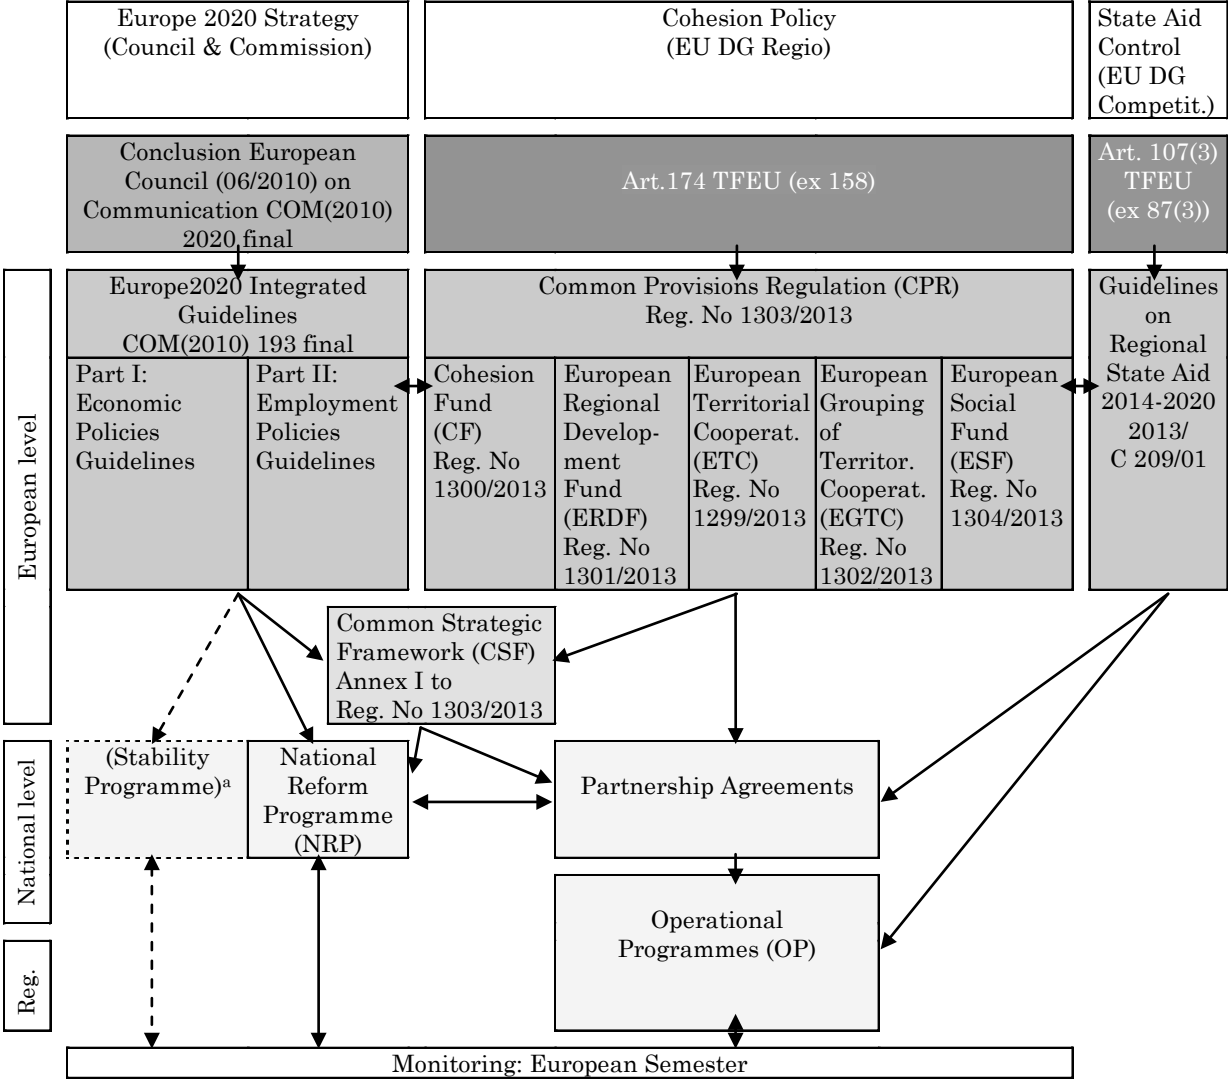 Europe 2020 Strategy
(Council & Commission)
Cohesion Policy
(EU DG Regio)
State Aid
Control
(EU DG
Competit.)
Conclusion European
Council (06/2010) on
Communication COM(2010)
2020 final
Art.174 TFEU (ex 158)
Art. 107(3)
TFEU
(ex 87(3))
European level
Europe2020 Integrated
Guidelines
COM(2010) 193 final
Common Provisions Regulation (CPR)
Reg. No 1303/2013
Guidelines
on
Regional
State Aid
2014-2020
2013/
C 209/01
Part I:
Economic
Policies
Guidelines
Part II:
Employment
Policies
Guidelines
Cohesion
Fund
(CF)
Reg. No
1300/2013
European
Regional
Develop-
ment
Fund
(ERDF)
Reg. No
1301/2013
European
Territorial
Cooperat.
(ETC)
Reg. No
1299/2013
European
Grouping
of
Territor.
Cooperat.
(EGTC)
Reg. No
1302/2013
European
Social
Fund
(ESF)
Reg. No
1304/2013
Common Strategic
Framework (CSF)
Annex I to
Reg. No 1303/2013
National level
(Stability
Programme)ᵃ
National
Reform
Programme
(NRP)
Partnership Agreements
Operational
Programmes (OP)
Reg.
Monitoring: European Semester